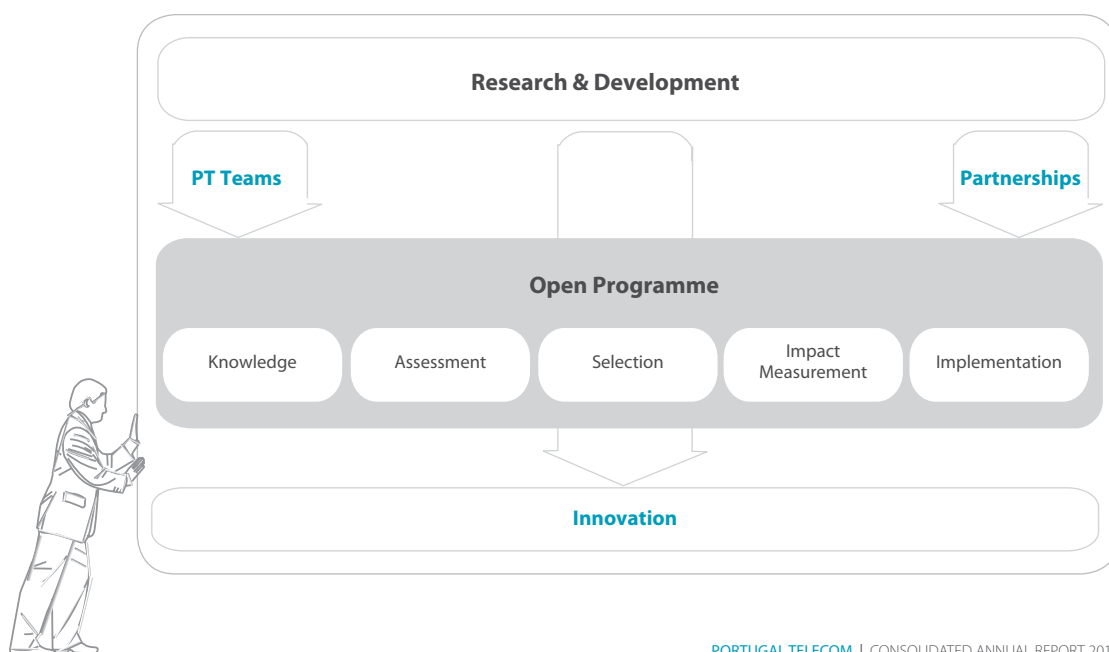 Research & Development
PT Teams
Partnerships
Open Programme
Knowledge
Assessment
Selection
Impact
Measurement
Implementation
Innovation
PORTUGAL TELECOM | CONSOLIDATED ANNUAL REPORT